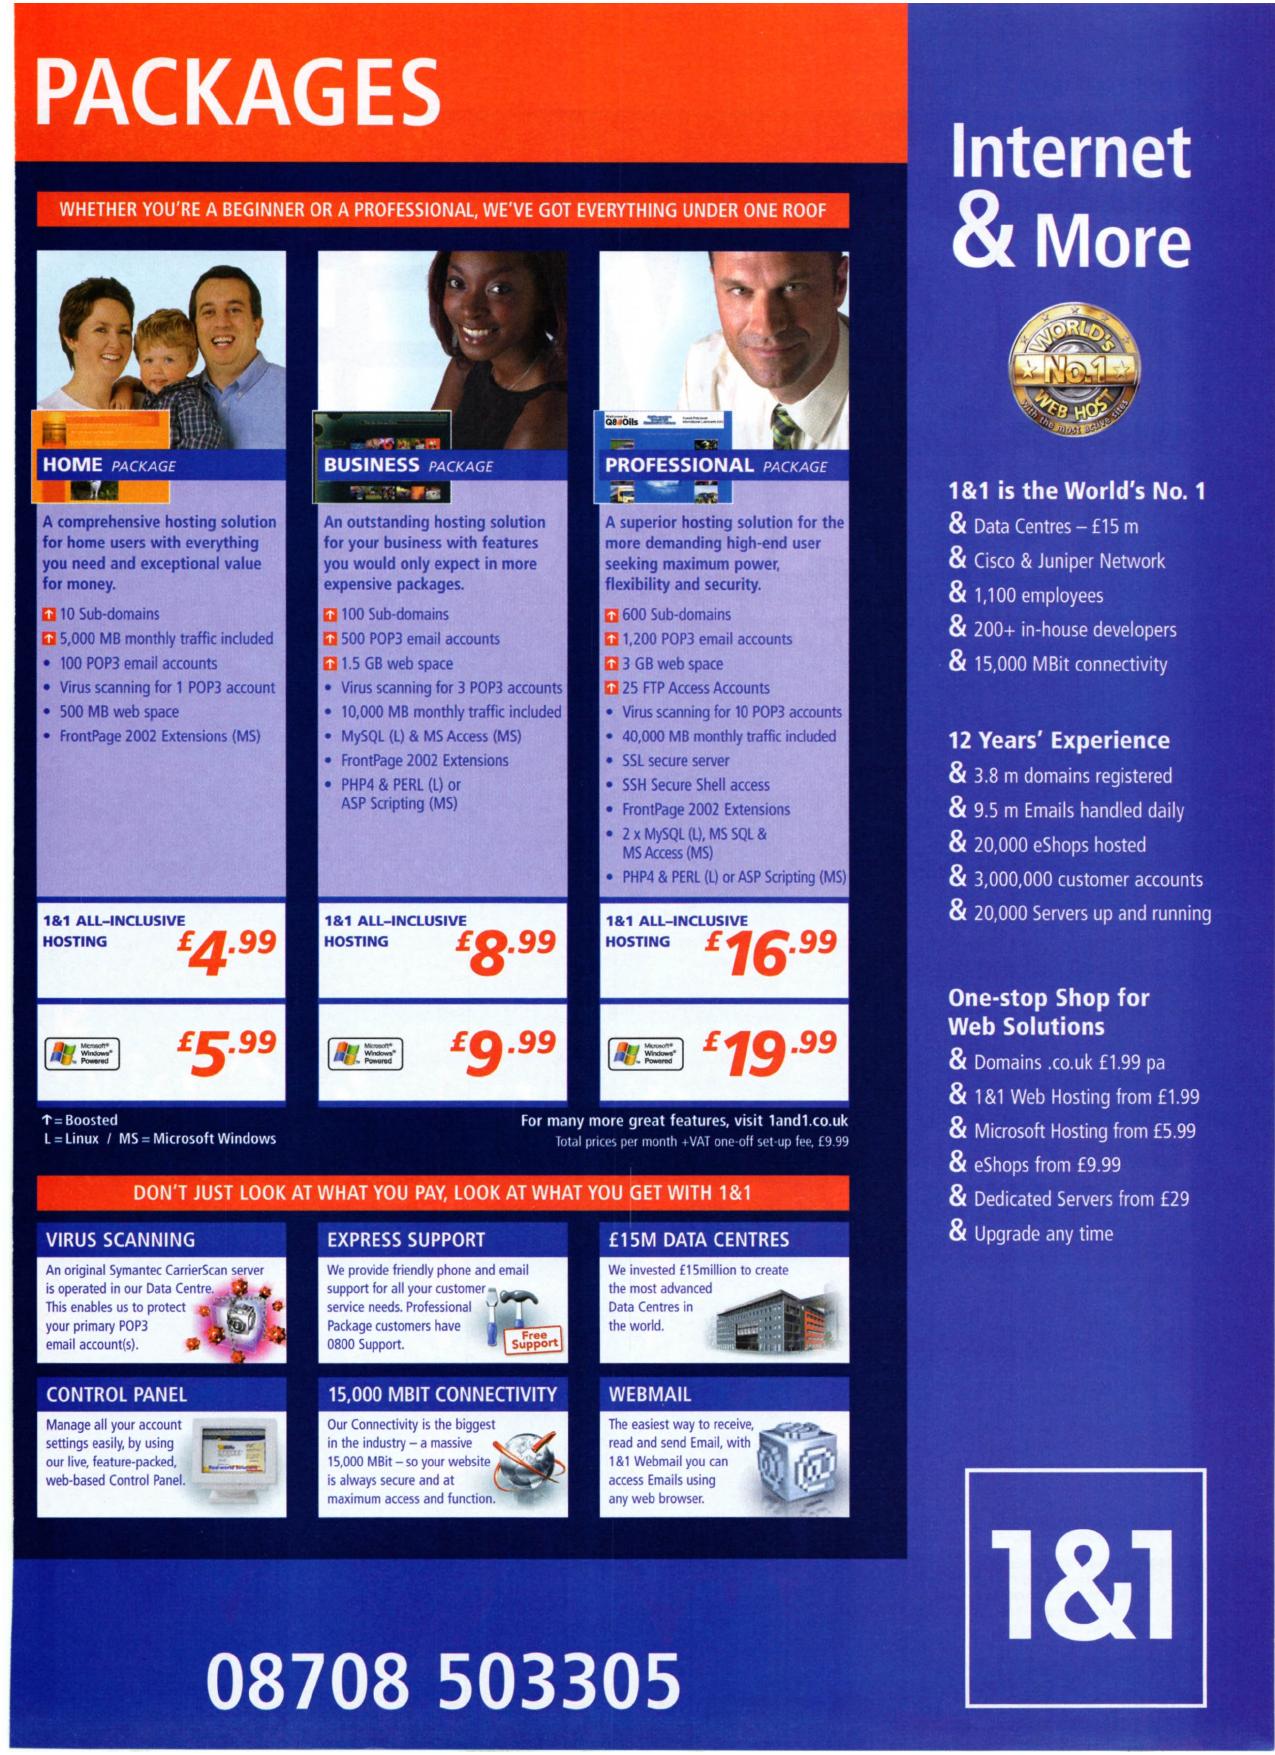 PACKAGES
WHETHER YOU'RE A BEGINNER OR A PROFESSIONAL, WE'VE GOT EVERYTHING UNDER ONE ROOF
HOME PACKAGE
A comprehensive hosting solution
for home users with everything
you need and exceptional value
for money.
↑ 10 Sub-domains
↑ 5,000 MB monthly traffic included
• 100 POP3 email accounts
• Virus scanning for 1 POP3 account
• 500 MB web space
• FrontPage 2002 Extensions (MS)
1&1 ALL-INCLUSIVE
HOSTING £4.99
Microsoft®
Windows®
Powered
£5.99
BUSINESS PACKAGE
An outstanding hosting solution
for your business with features
you would only expect in more
expensive packages.
↑ 100 Sub-domains
↑ 500 POP3 email accounts
↑ 1.5 GB web space
• Virus scanning for 3 POP3 accounts
• 10,000 MB monthly traffic included
• MySQL (L) & MS Access (MS)
• FrontPage 2002 Extensions
• PHP4 & PERL (L) or
ASP Scripting (MS)
1&1 ALL-INCLUSIVE
HOSTING £8.99
Microsoft®
Windows®
Powered
£9.99
Q8 Oils
PROFESSIONAL PACKAGE
A superior hosting solution for the
more demanding high-end user
seeking maximum power,
flexibility and security.
↑ 600 Sub-domains
↑ 1,200 POP3 email accounts
↑ 3 GB web space
↑ 25 FTP Access Accounts
• Virus scanning for 10 POP3 accounts
• 40,000 MB monthly traffic included
• SSL secure server
• SSH Secure Shell access
• FrontPage 2002 Extensions
• 2 x MySQL (L), MS SQL &
MS Access (MS)
• PHP4 & PERL (L) or ASP Scripting (MS)
1&1 ALL-INCLUSIVE
HOSTING £16.99
Microsoft®
Windows®
Powered
£19.99
↑= Boosted
L = Linux / MS = Microsoft Windows
For many more great features, visit 1and1.co.uk
Total prices per month +VAT one-off set-up fee, £9.99
DON'T JUST LOOK AT WHAT YOU PAY, LOOK AT WHAT YOU GET WITH 1&1
VIRUS SCANNING
An original Symantec CarrierScan server
is operated in our Data Centre.
This enables us to protect
your primary POP3
email account(s).
EXPRESS SUPPORT
We provide friendly phone and email
support for all your customer
service needs. Professional
Package customers have
0800 Support.
Free
Support
£15M DATA CENTRES
We invested £15million to create
the most advanced
Data Centres in
the world.
CONTROL PANEL
Manage all your account
settings easily, by using
our live, feature-packed,
web-based Control Panel.
15,000 MBIT CONNECTIVITY
Our Connectivity is the biggest
in the industry – a massive
15,000 MBit – so your website
is always secure and at
maximum access and function.
WEBMAIL
The easiest way to receive,
read and send Email, with
1&1 Webmail you can
access Emails using
any web browser.
08708 503305
Internet
& More
WORLD'S
No.1
WEB HOST
with the most active sites
1&1 is the World's No. 1
& Data Centres – £15 m
& Cisco & Juniper Network
& 1,100 employees
& 200+ in-house developers
& 15,000 MBit connectivity
12 Years' Experience
& 3.8 m domains registered
& 9.5 m Emails handled daily
& 20,000 eShops hosted
& 3,000,000 customer accounts
& 20,000 Servers up and running
One-stop Shop for
Web Solutions
& Domains .co.uk £1.99 pa
& 1&1 Web Hosting from £1.99
& Microsoft Hosting from £5.99
& eShops from £9.99
& Dedicated Servers from £29
& Upgrade any time
1&1